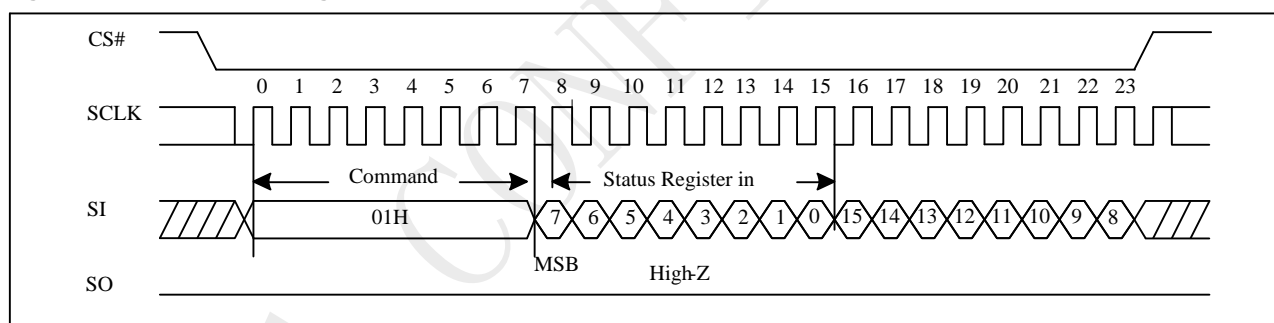 CS#
0 1 2 3 4 5 6 7 8 9 10 11 12 13 14 15 16 17 18 19 20 21 22 23
SCLK
Command Status Register in
SI 01H 7 6 5 4 3 2 1 0 15 14 13 12 11 10 9 8
MSB High-Z
SO